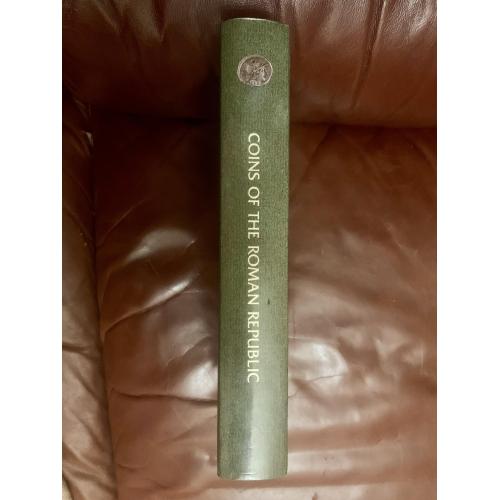 COINS OF THE ROMAN REPUBLIC